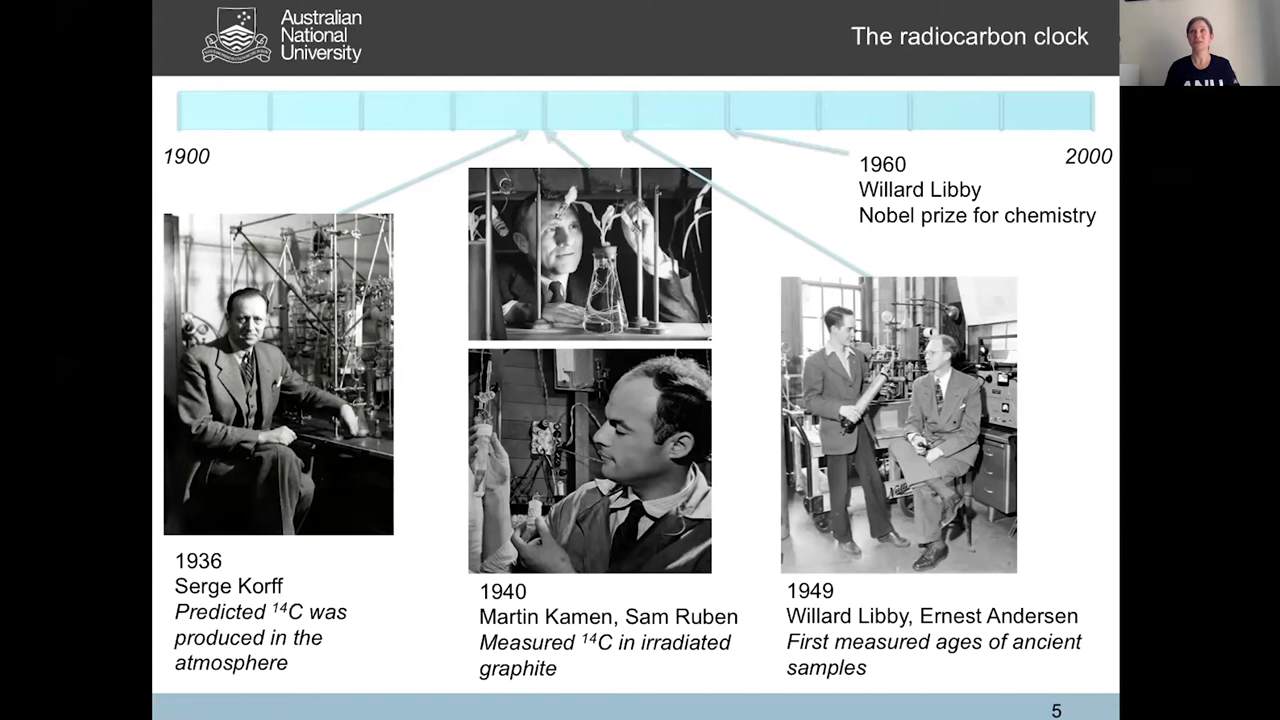 Australian
National
University
The radiocarbon clock
1900
2000
1960
Willard Libby
Nobel prize for chemistry
1936
Serge Korff
Predicted ¹⁴C was
produced in the
atmosphere
1940
Martin Kamen, Sam Ruben
Measured ¹⁴C in irradiated
graphite
1949
Willard Libby, Ernest Andersen
First measured ages of ancient
samples
5
ANU